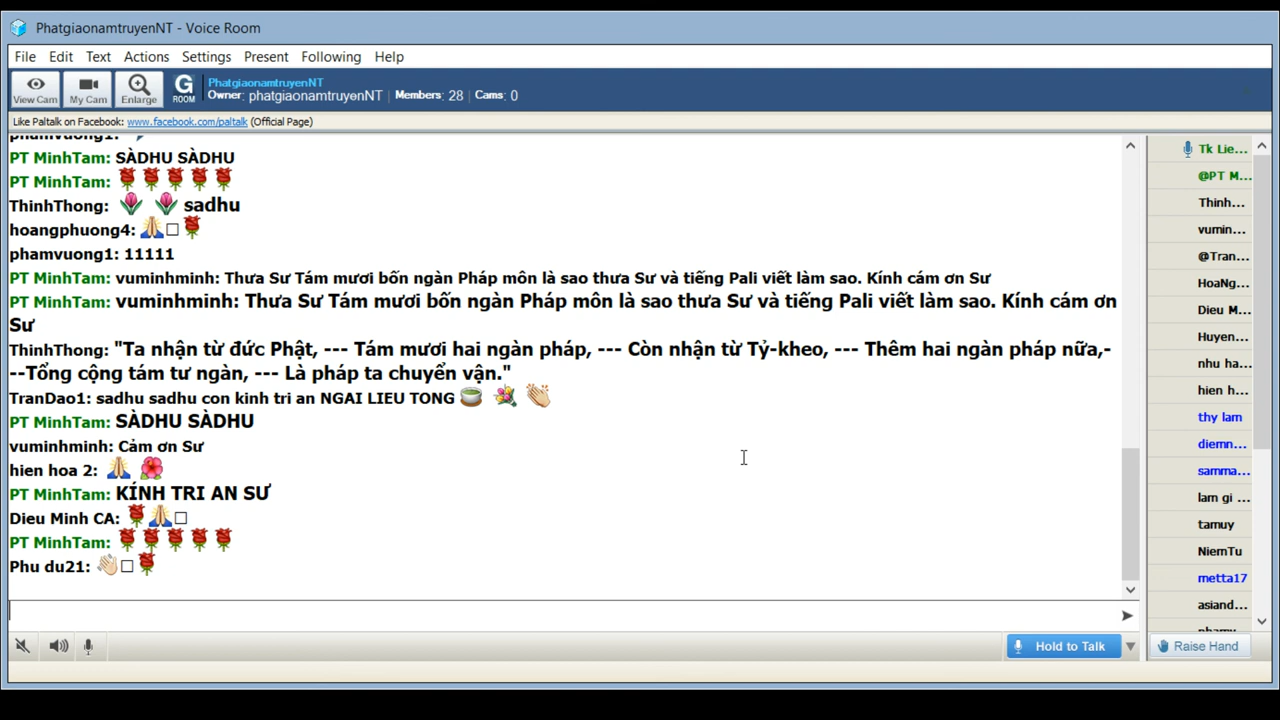 PhatgiaonamtruyenNT - Voice Room
File Edit Text Actions Settings Present Following Help
View Cam My Cam Enlarge G ROOM
PhatgiaonamtruyenNT
Owner: phatgiaonamtruyenNT | Members: 28 | Cams: 0
Like Paltalk on Facebook: www.facebook.com/paltalk (Official Page)
phamvuong1:
PT MinhTam: SÀDHU SÀDHU
PT MinhTam:
ThinhThong: sadhu
hoangphuong4:
phamvuong1: 11111
PT MinhTam: vuminhminh: Thưa Sư Tám mươi bốn ngàn Pháp môn là sao thưa Sư và tiếng Pali viết làm sao. Kính cám ơn Sư
PT MinhTam: vuminhminh: Thưa Sư Tám mươi bốn ngàn Pháp môn là sao thưa Sư và tiếng Pali viết làm sao. Kính cám ơn
Sư
ThinhThong: "Ta nhận từ đức Phật, --- Tám mươi hai ngàn pháp, --- Còn nhận từ Tỷ-kheo, --- Thêm hai ngàn pháp nữa,-
--Tổng cộng tám tư ngàn, --- Là pháp ta chuyển vận."
TranDao1: sadhu sadhu con kinh tri an NGAI LIEU TONG
PT MinhTam: SÀDHU SÀDHU
vuminhminh: Cảm ơn Sư
hien hoa 2:
PT MinhTam: KÍNH TRI AN SƯ
Dieu Minh CA:
PT MinhTam:
Phu du21:
Tk Lie...
@PT M...
Thinh...
vumin...
@Tran...
HoaNg...
Dieu M...
Huyen...
nhu ha...
hien h...
thy lam
diemn...
samma...
lam gi ...
tamuy
NiemTu
metta17
asiand...
Hold to Talk
Raise Hand